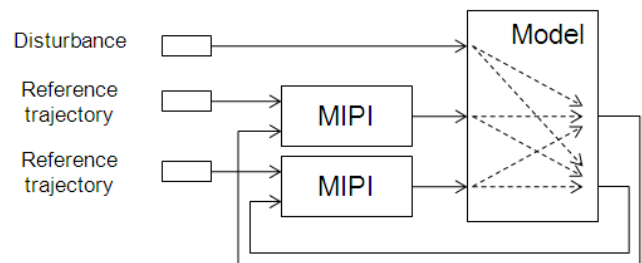 Disturbance
Model
Reference
trajectory
MIPI
Reference
trajectory
MIPI